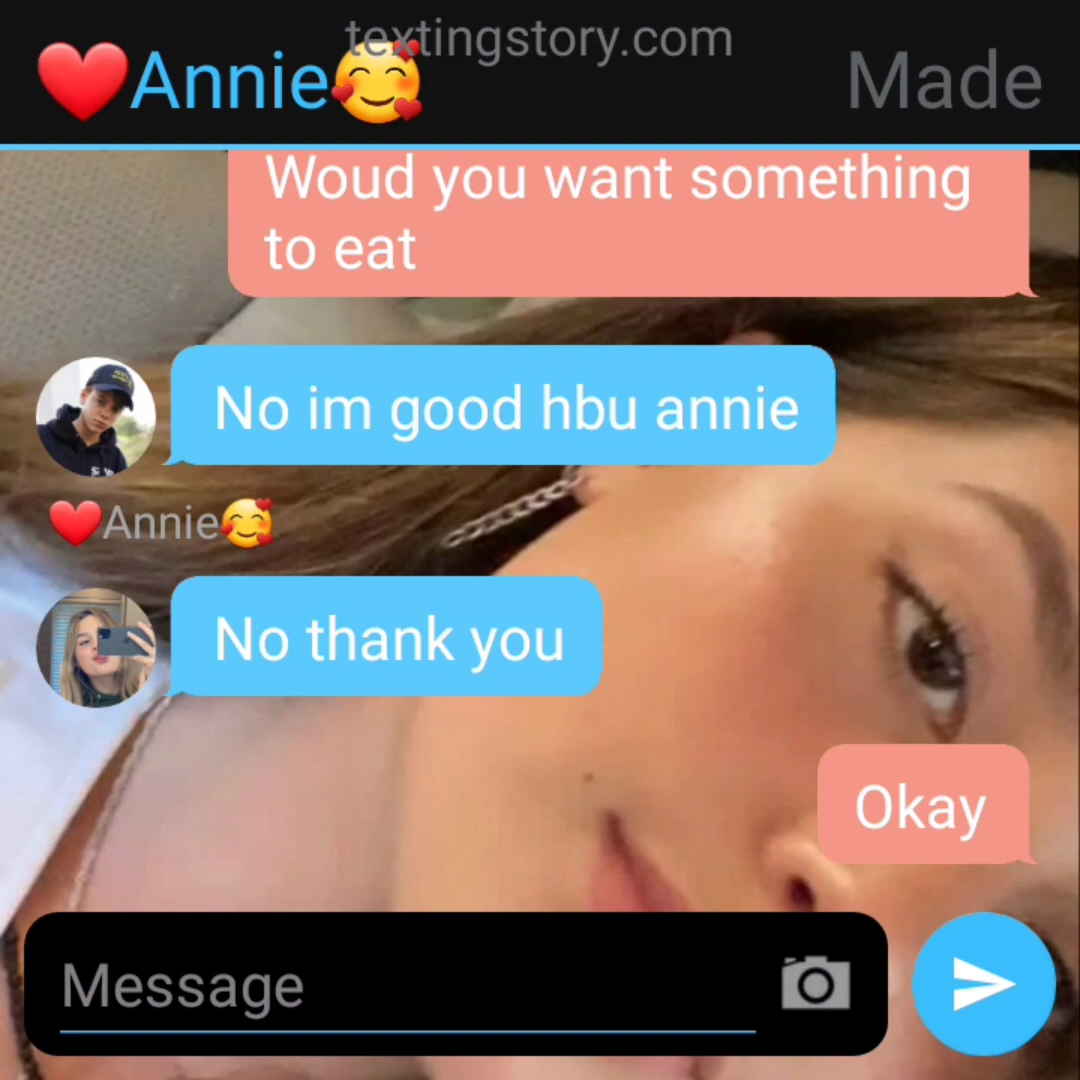 textingstory.com
❤️Annie🥰 Made
Woud you want something
to eat
No im good hbu annie
❤️Annie🥰
No thank you
Okay
Message